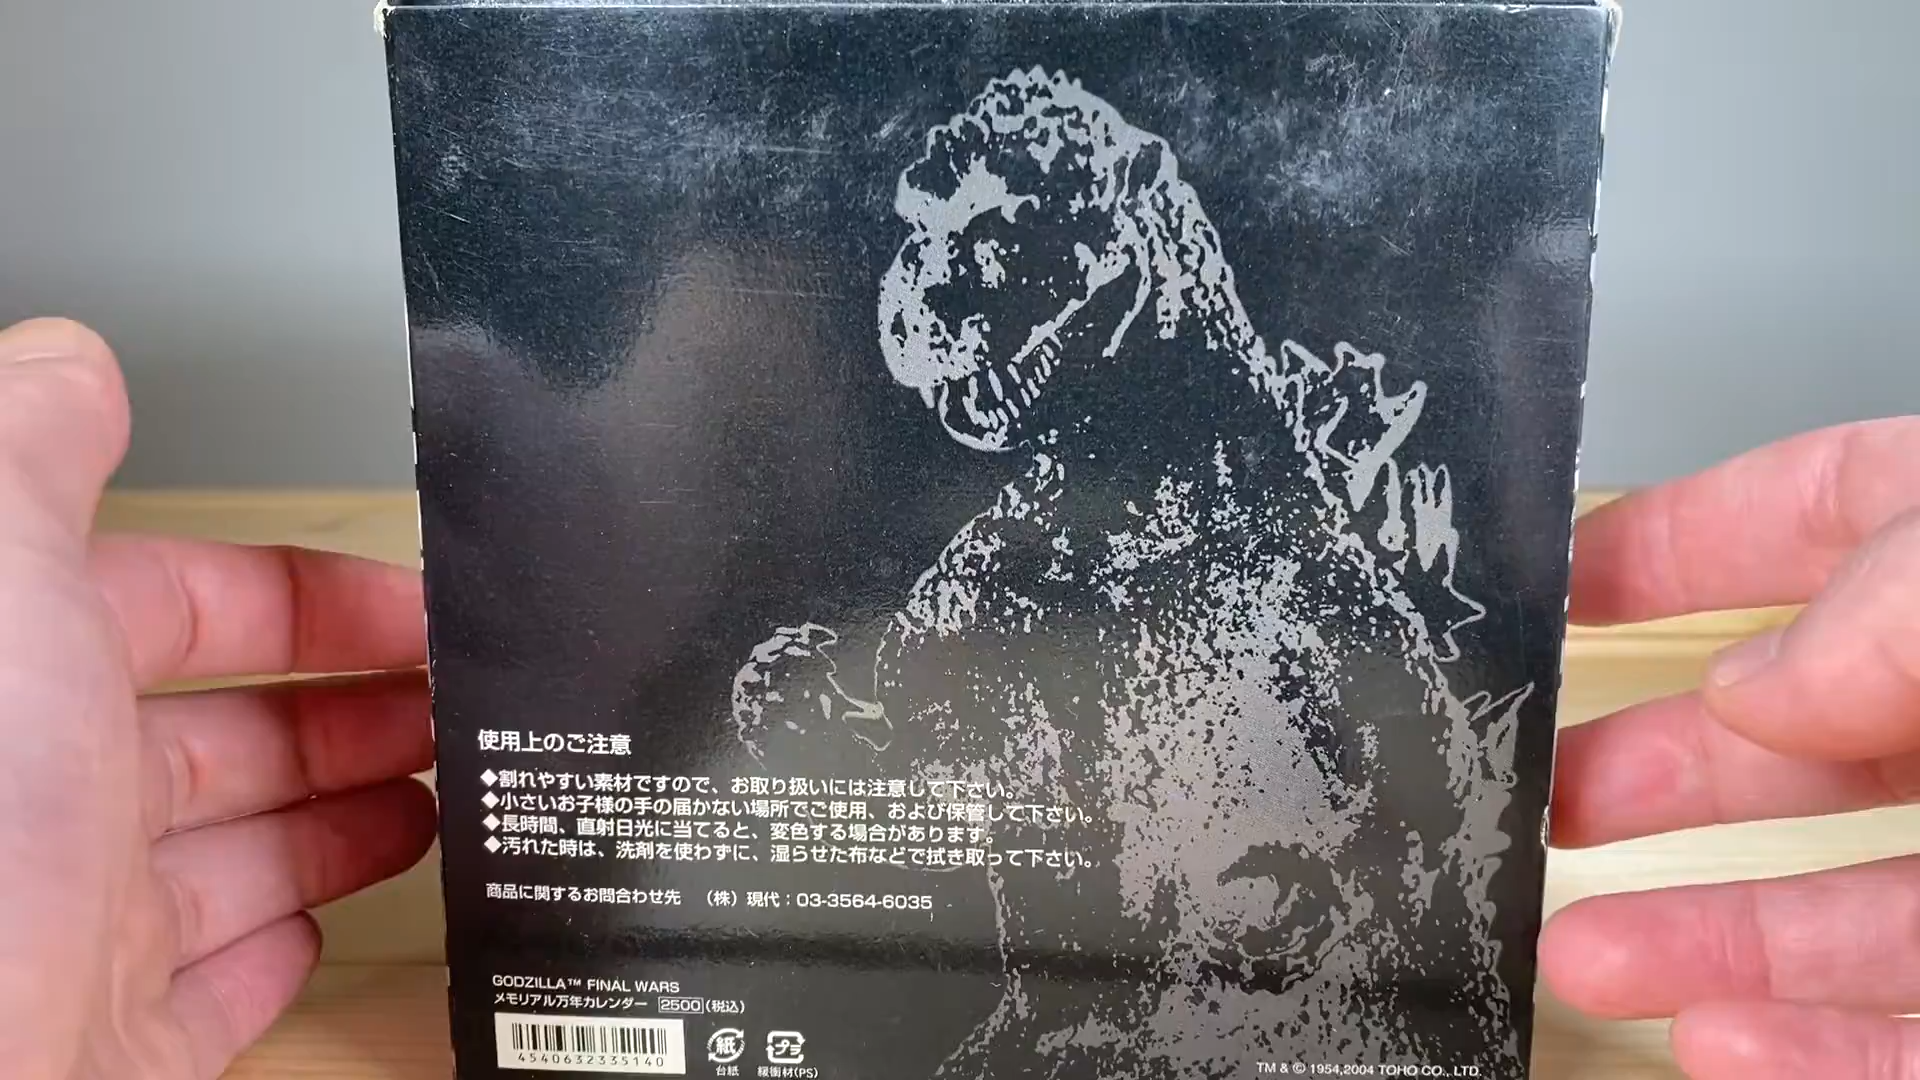 使用上のご注意
◆割れやすい素材ですので、お取り扱いには注意して下さい。
◆小さいお子様の手の届かない場所でご使用、および保管して下さい。
◆長時間、直射日光に当てると、変色する場合があります。
◆汚れた時は、洗剤を使わずに、湿らせた布などで拭き取って下さい。
商品に関するお問合わせ先　（株）現代：03-3564-6035
GODZILLA™ FINAL WARS
メモリアル万年カレンダー 2500 (税込)
4540632335140
紙
台紙
プラ
緩衝材(PS)
TM & © 1954,2004 TOHO CO., LTD.